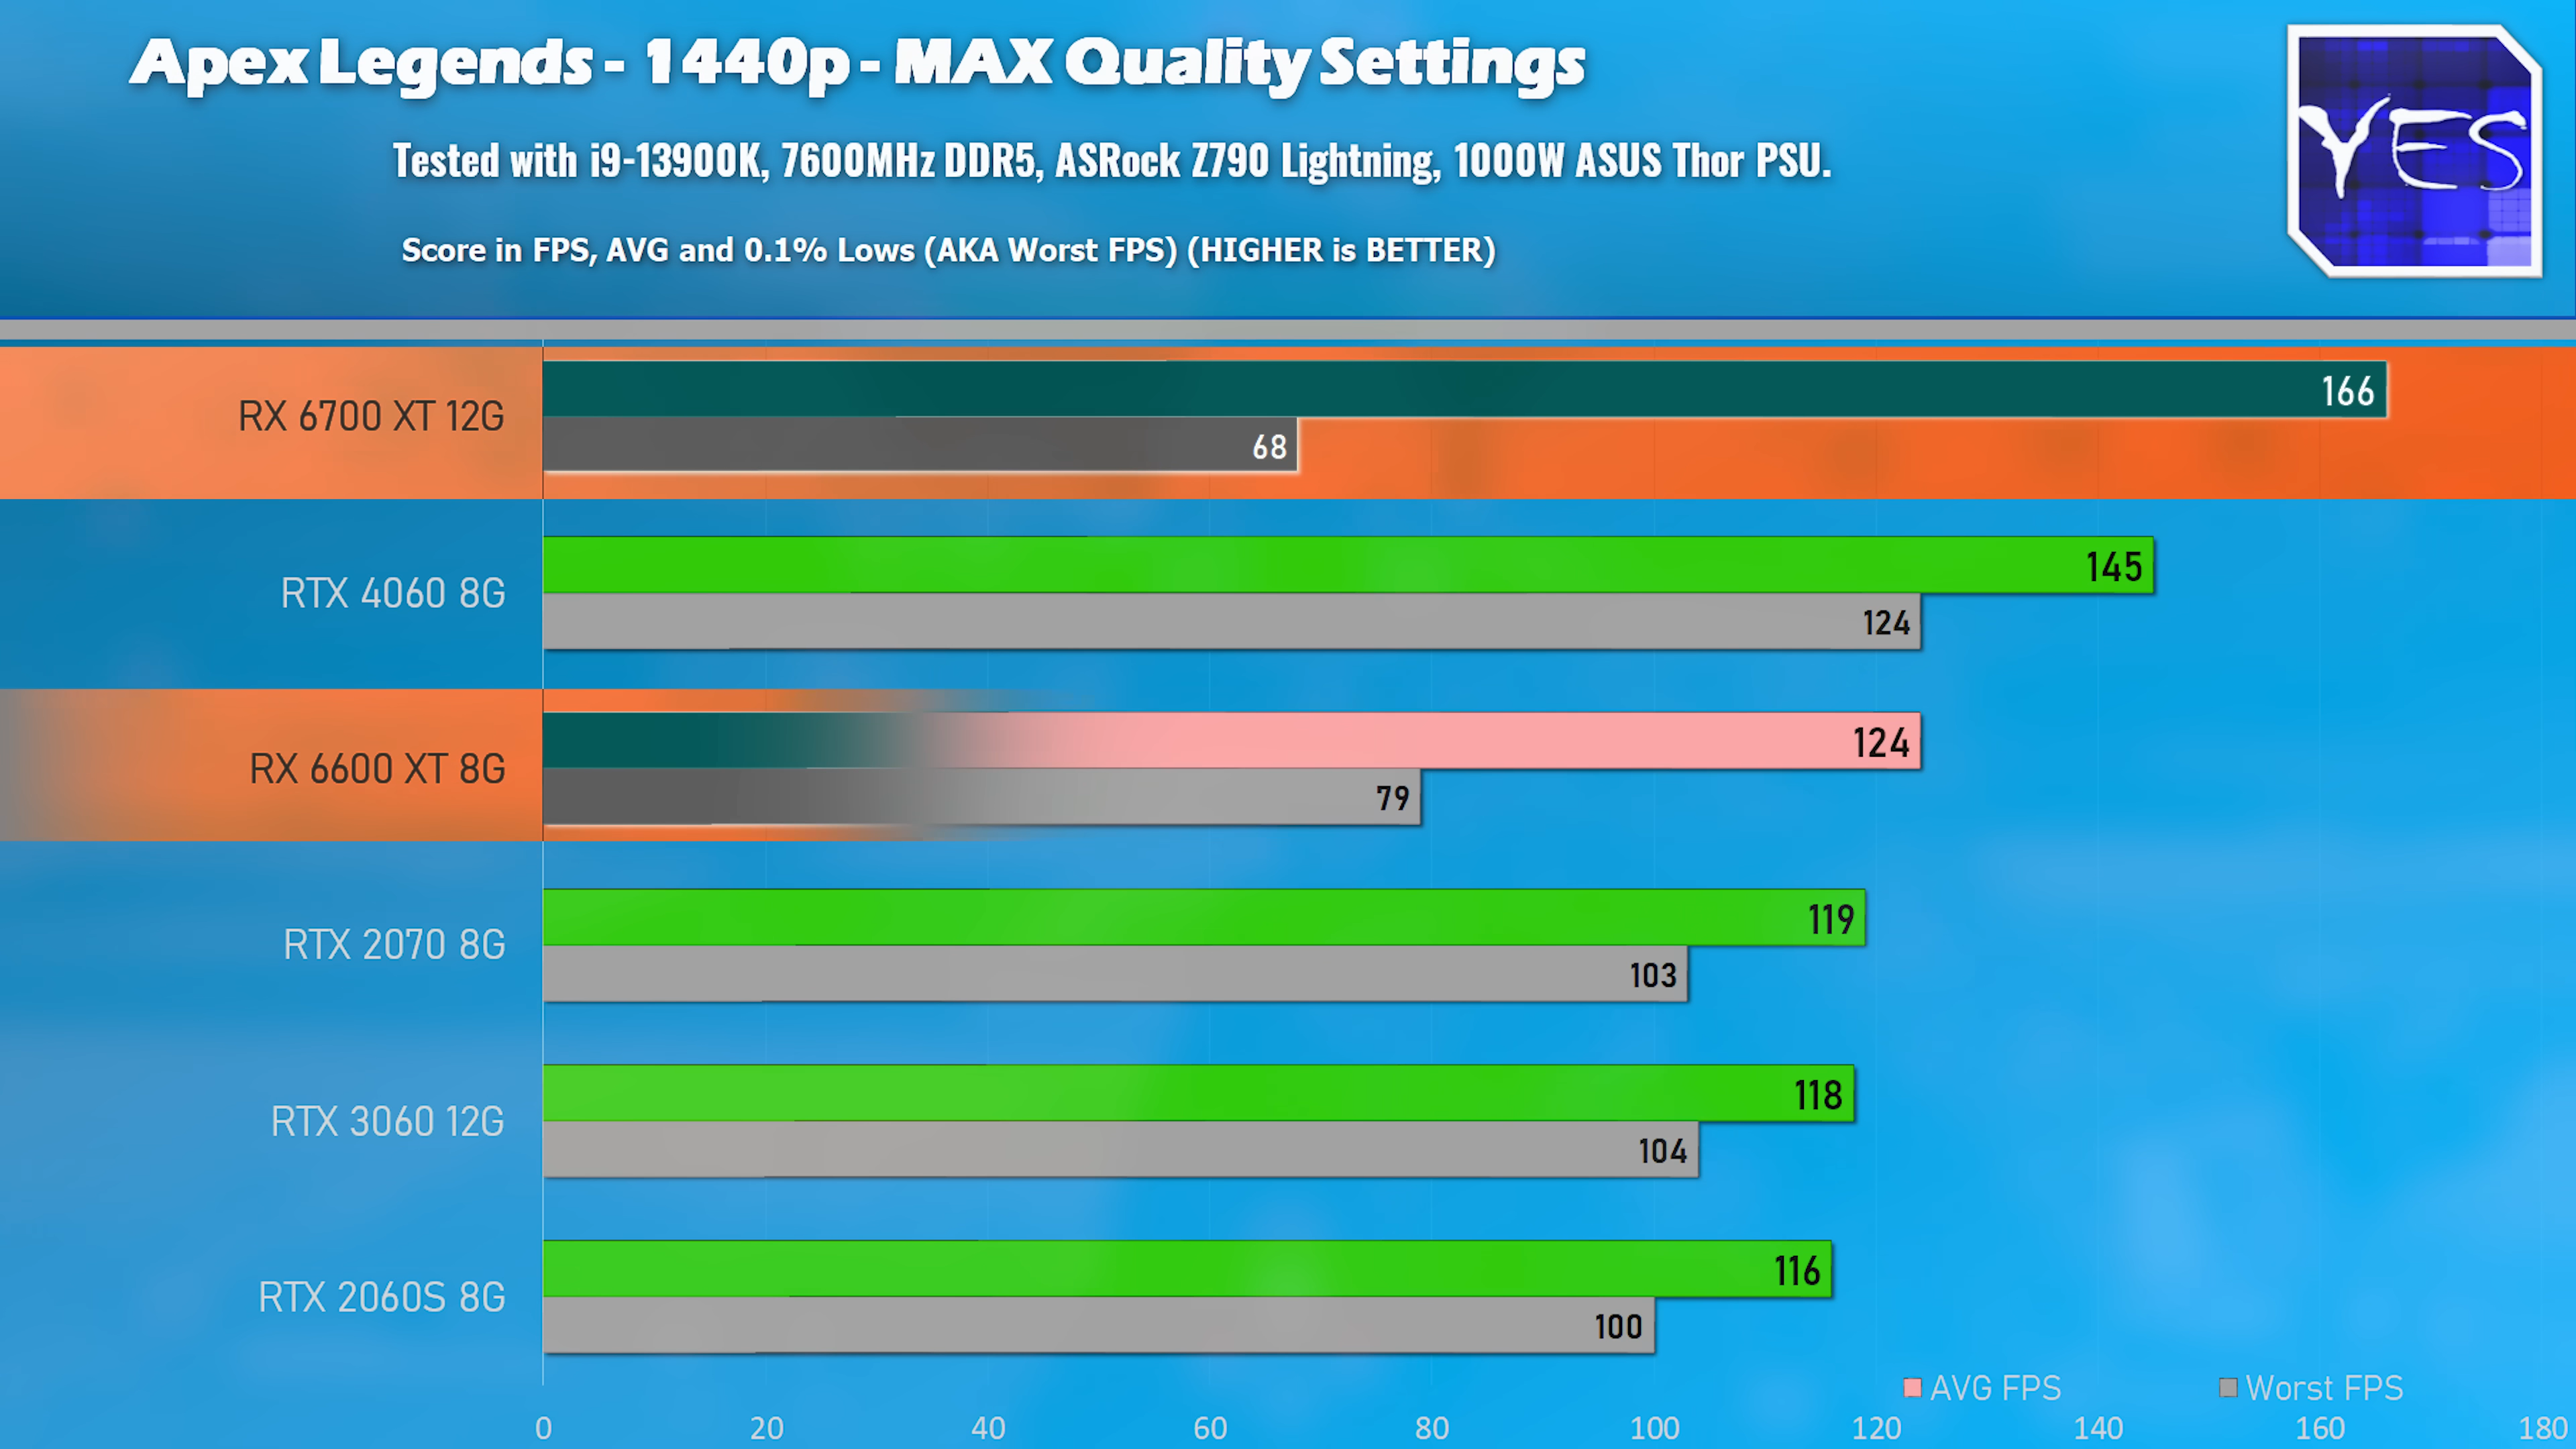 Apex Legends - 1440p - MAX Quality Settings
YES
Tested with i9-13900K, 7600MHz DDR5, ASRock Z790 Lightning, 1000W ASUS Thor PSU.
Score in FPS, AVG and 0.1% Lows (AKA Worst FPS) (HIGHER is BETTER)
RX 6700 XT 12G
166
68
RTX 4060 8G
145
124
RX 6600 XT 8G
124
79
RTX 2070 8G
119
103
RTX 3060 12G
118
104
RTX 2060S 8G
116
100
AVG FPS
Worst FPS
0 20 40 60 80 100 120 140 160 180